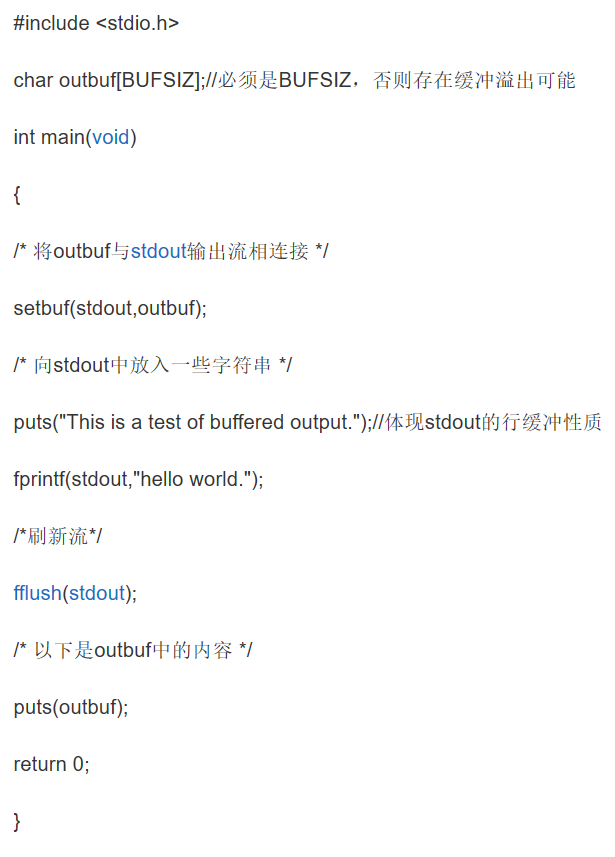 #include <stdio.h>
char outbuf[BUFSIZ];//必须是BUFSIZ，否则存在缓冲溢出可能
int main(void)
{
/* 将outbuf与stdout输出流相连接 */
setbuf(stdout,outbuf);
/* 向stdout中放入一些字符串 */
puts("This is a test of buffered output.");//体现stdout的行缓冲性质
fprintf(stdout,"hello world.");
/*刷新流*/
fflush(stdout);
/* 以下是outbuf中的内容 */
puts(outbuf);
return 0;
}